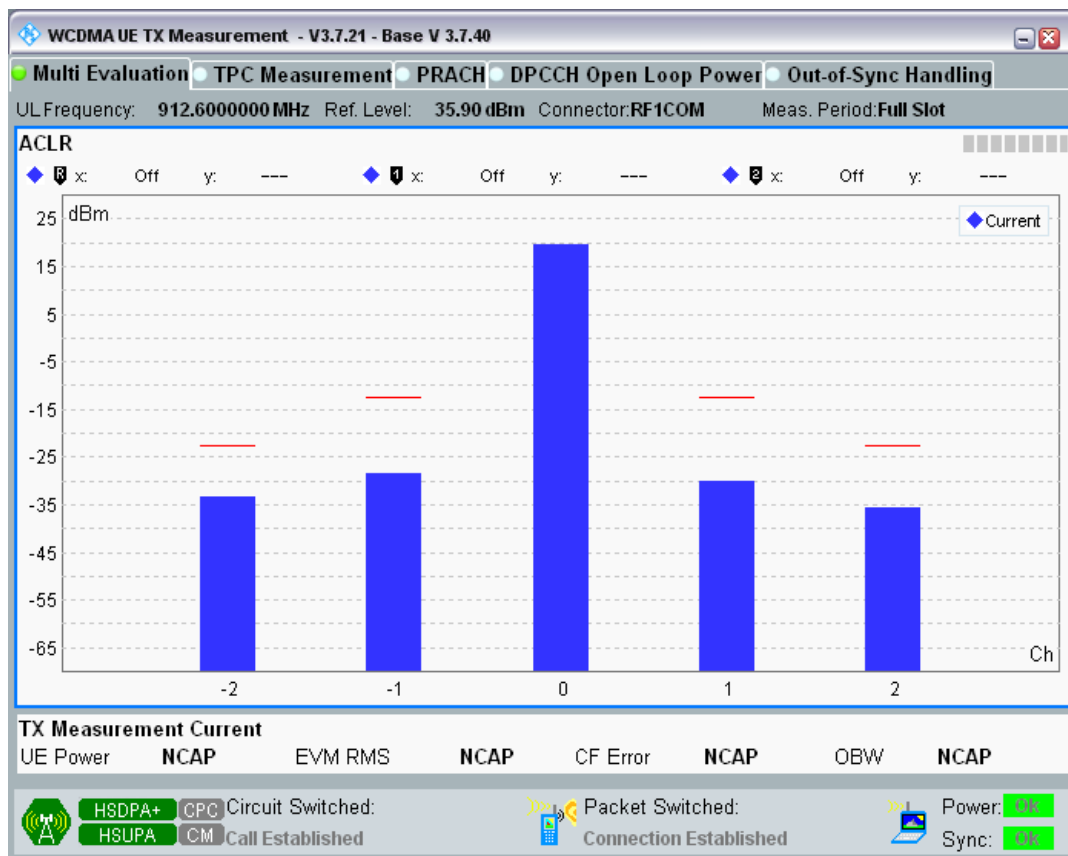 WCDMA UE TX Measurement - V3.7.21 - Base V 3.7.40
Multi Evaluation TPC Measurement PRACH DPCCH Open Loop Power Out-of-Sync Handling
UL Frequency: 912.6000000 MHz Ref. Level: 35.90 dBm Connector:RF1COM Meas. Period:Full Slot
ACLR
R x: Off y: --- 1 x: Off y: --- 2 x: Off y: ---
dBm
Current
25
15
5
-5
-15
-25
-35
-45
-55
-65
Ch
-2 -1 0 1 2
TX Measurement Current
UE Power NCAP EVM RMS NCAP CF Error NCAP OBW NCAP
HSDPA+ CPC Circuit Switched: Packet Switched: Power: OK
HSUPA CM Call Established Connection Established Sync: OK